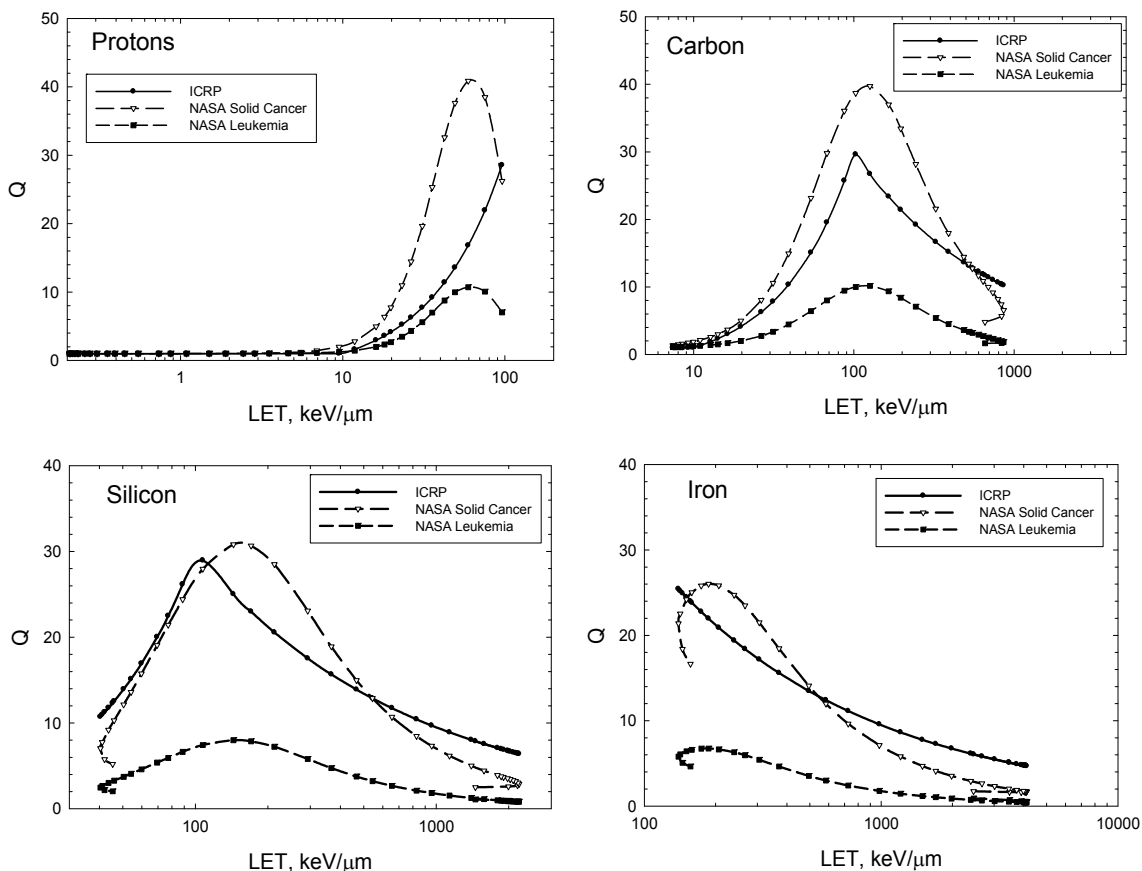 Protons
ICRP
NASA Solid Cancer
NASA Leukemia
Q
50
40
30
20
10
0
1
10
100
LET, keV/μm
Carbon
ICRP
NASA Solid Cancer
NASA Leukemia
Q
50
40
30
20
10
0
10
100
1000
LET, keV/μm
Silicon
ICRP
NASA Solid Cancer
NASA Leukemia
Q
40
30
20
10
0
100
1000
LET, keV/μm
Iron
ICRP
NASA Solid Cancer
NASA Leukemia
Q
40
30
20
10
0
100
1000
10000
LET, keV/μm